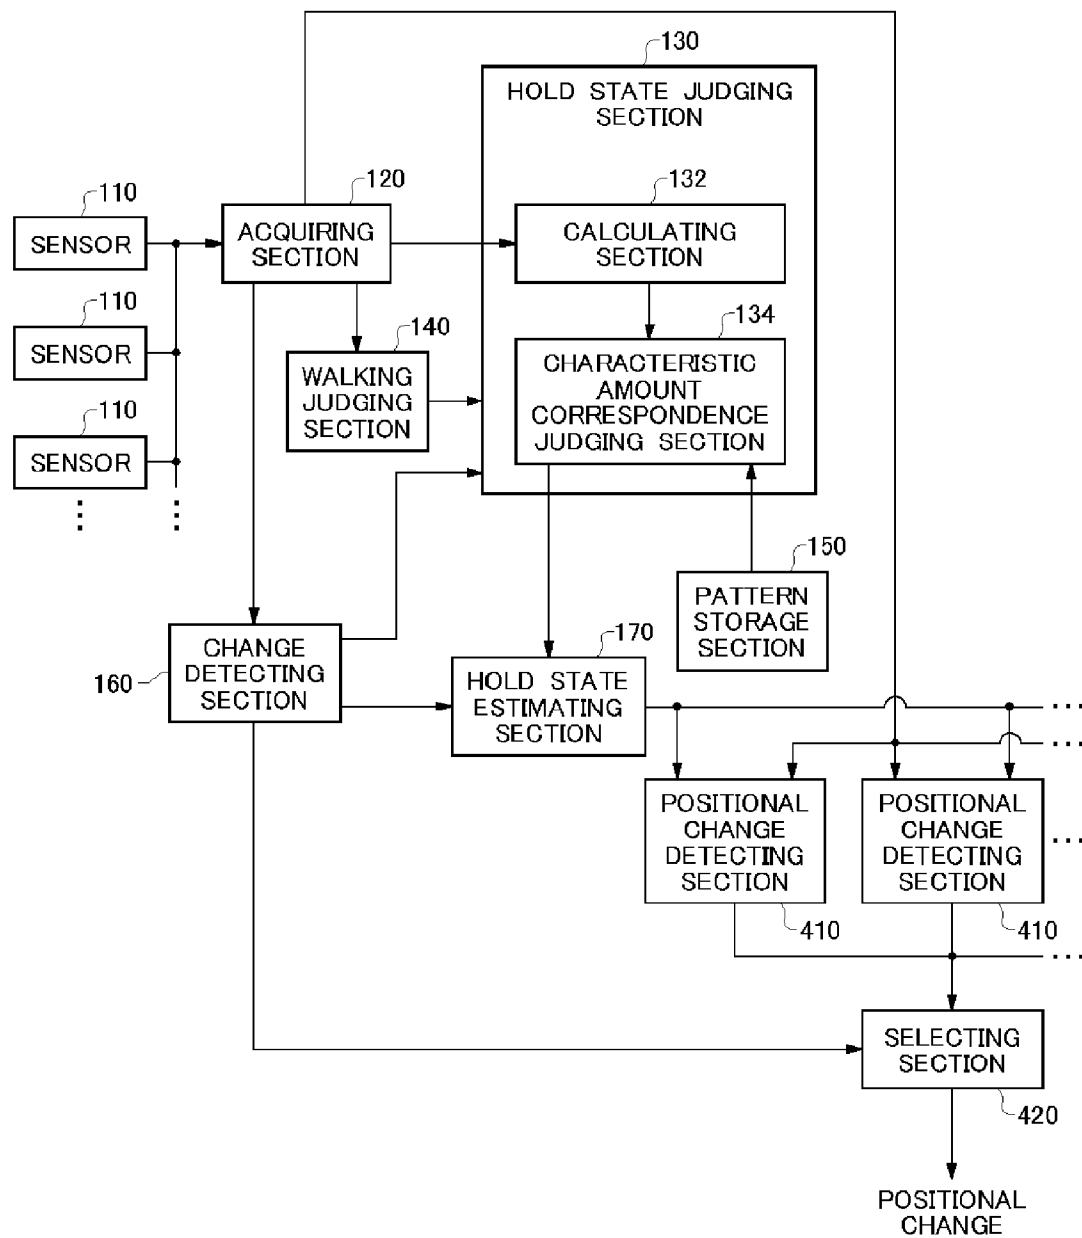 130
HOLD STATE JUDGING
SECTION
110
SENSOR
120
ACQUIRING
SECTION
132
CALCULATING
SECTION
110
SENSOR
140
WALKING
JUDGING
SECTION
134
CHARACTERISTIC
AMOUNT
CORRESPONDENCE
JUDGING SECTION
110
SENSOR
150
PATTERN
STORAGE
SECTION
160
CHANGE
DETECTING
SECTION
170
HOLD STATE
ESTIMATING
SECTION
POSITIONAL
CHANGE
DETECTING
SECTION
410
POSITIONAL
CHANGE
DETECTING
SECTION
410
SELECTING
SECTION
420
POSITIONAL
CHANGE